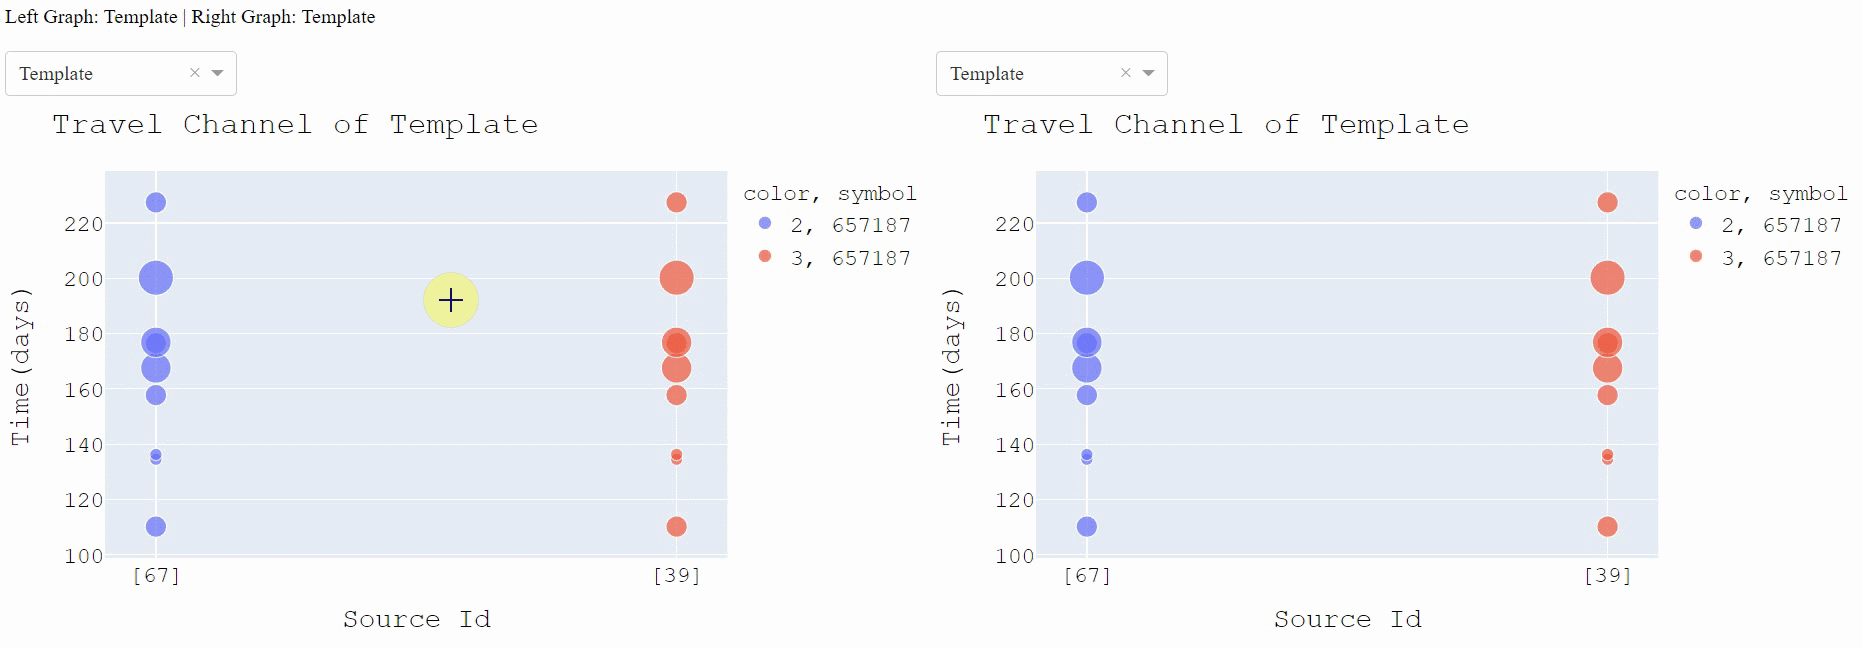 Left Graph: Template | Right Graph: Template
Template × 
Travel Channel of Template
color, symbol
2, 657187
3, 657187
Time(days)
220
200
180
160
140
120
100
[67] [39]
Source Id
Template ×
Travel Channel of Template
color, symbol
2, 657187
3, 657187
Time(days)
220
200
180
160
140
120
100
[67] [39]
Source Id